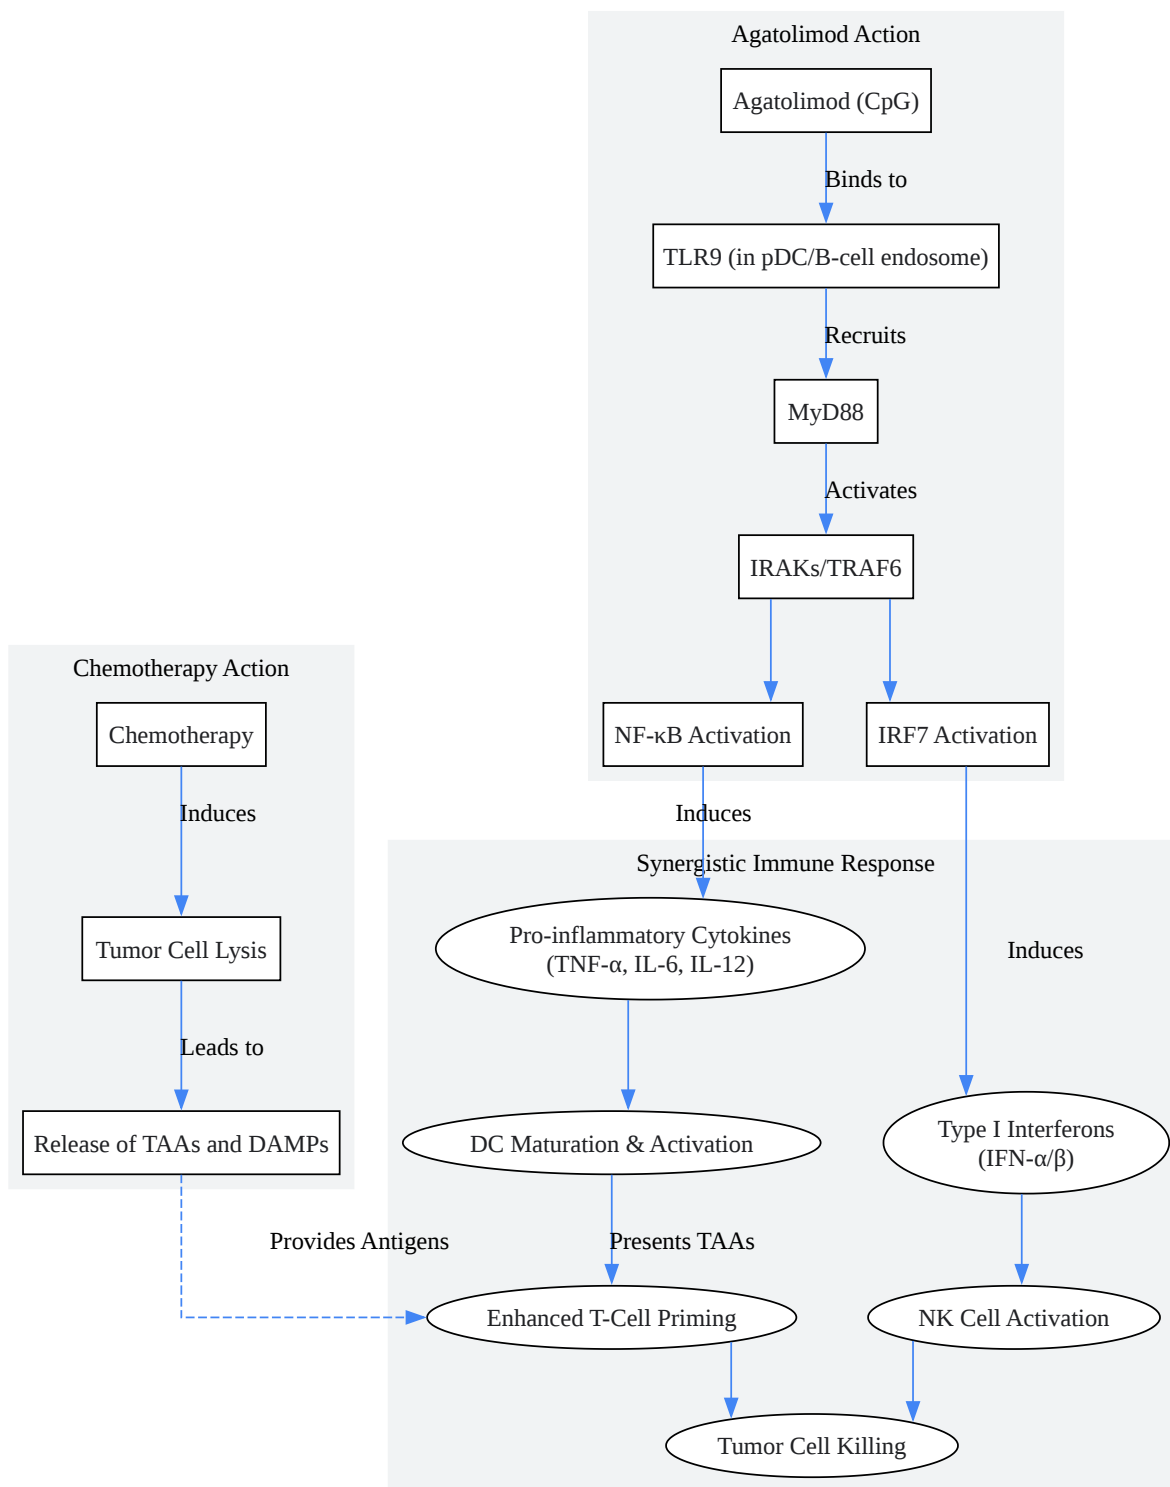 Agatolimod Action
Agatolimod (CpG)
Binds to
TLR9 (in pDC/B-cell endosome)
Recruits
MyD88
Activates
IRAKs/TRAF6
NF-κB Activation
IRF7 Activation
Chemotherapy Action
Chemotherapy
Induces
Tumor Cell Lysis
Leads to
Release of TAAs and DAMPs
Provides Antigens
Induces
Induces
Synergistic Immune Response
Pro-inflammatory Cytokines
(TNF-α, IL-6, IL-12)
DC Maturation & Activation
Presents TAAs
Enhanced T-Cell Priming
Type I Interferons
(IFN-α/β)
NK Cell Activation
Tumor Cell Killing